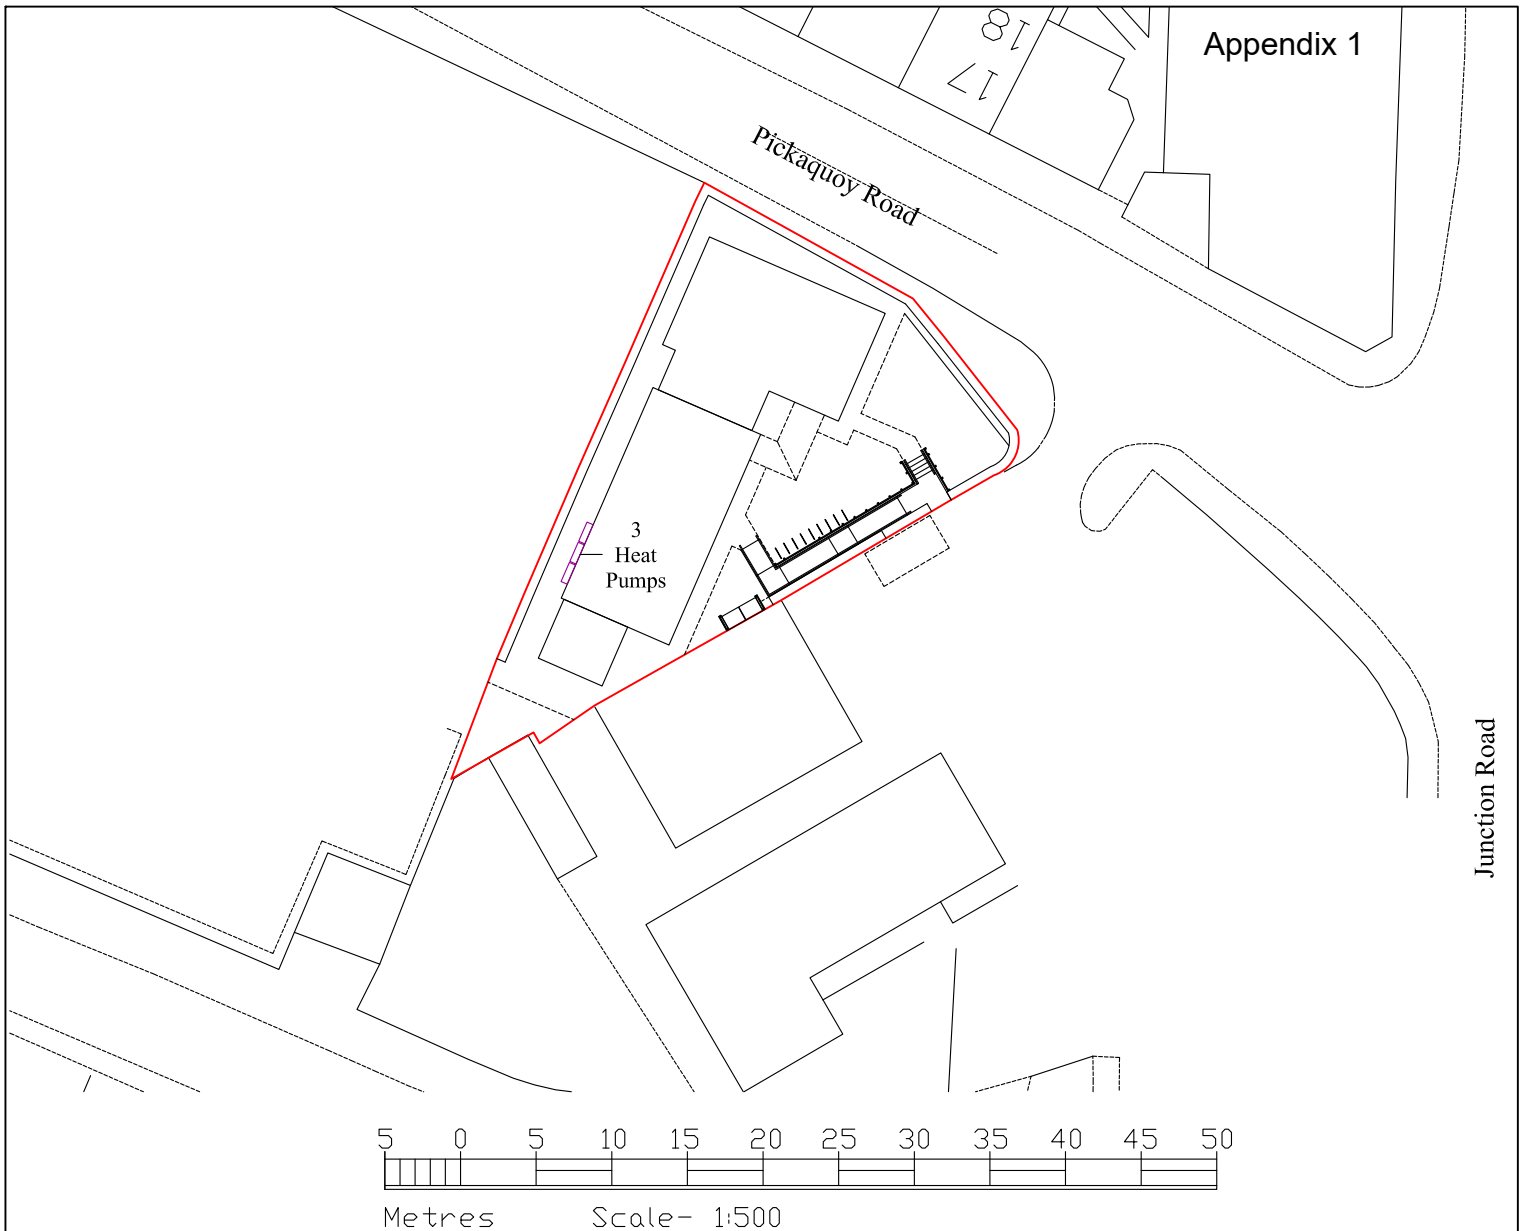 Appendix 1
18
17
Pickaquoy Road
3
Heat
Pumps
Junction Road
5 0 5 10 15 20 25 30 35 40 45 50
Metres Scale- 1:500